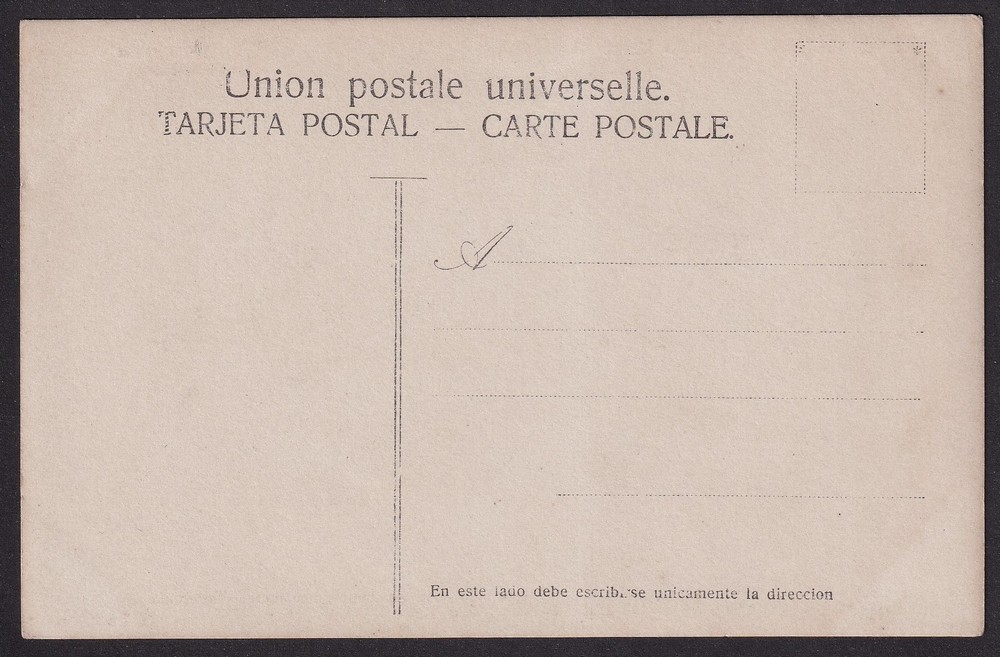 Union postale universelle.
TARJETA POSTAL — CARTE POSTALE.
A
En este lado debe escribirse unicamente la direccion